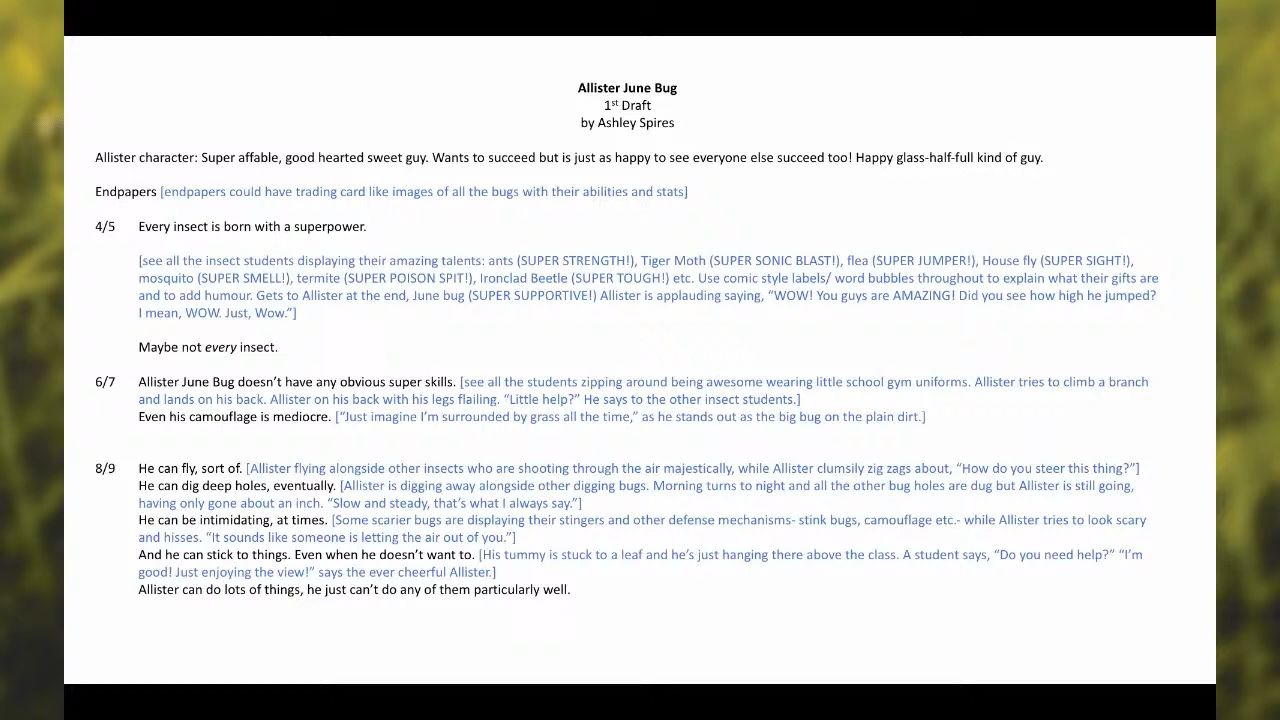 Allister June Bug
1st Draft
by Ashley Spires
Allister character: Super affable, good hearted sweet guy. Wants to succeed but is just as happy to see everyone else succeed too! Happy glass-half-full kind of guy.
Endpapers [endpapers could have trading card like images of all the bugs with their abilities and stats]
4/5 Every insect is born with a superpower.
[see all the insect students displaying their amazing talents: ants (SUPER STRENGTH!), Tiger Moth (SUPER SONIC BLAST!), flea (SUPER JUMPER!), House fly (SUPER SIGHT!),
mosquito (SUPER SMELL!), termite (SUPER POISON SPIT!), Ironclad Beetle (SUPER TOUGH!) etc. Use comic style labels/ word bubbles throughout to explain what their gifts are
and to add humour. Gets to Allister at the end, June bug (SUPER SUPPORTIVE!) Allister is applauding saying, “WOW! You guys are AMAZING! Did you see how high he jumped?
I mean, WOW. Just, Wow.”]
Maybe not every insect.
6/7 Allister June Bug doesn’t have any obvious super skills. [see all the students zipping around being awesome wearing little school gym uniforms. Allister tries to climb a branch
and lands on his back. Allister on his back with his legs flailing. “Little help?” He says to the other insect students.]
Even his camouflage is mediocre. [“Just imagine I’m surrounded by grass all the time,” as he stands out as the big bug on the plain dirt.]
8/9 He can fly, sort of. [Allister flying alongside other insects who are shooting through the air majestically, while Allister clumsily zig zags about, “How do you steer this thing?”]
He can dig deep holes, eventually. [Allister is digging away alongside other digging bugs. Morning turns to night and all the other bug holes are dug but Allister is still going,
having only gone about an inch. “Slow and steady, that’s what I always say.”]
He can be intimidating, at times. [Some scarier bugs are displaying their stingers and other defense mechanisms- stink bugs, camouflage etc.- while Allister tries to look scary
and hisses. “It sounds like someone is letting the air out of you.”]
And he can stick to things. Even when he doesn’t want to. [His tummy is stuck to a leaf and he’s just hanging there above the class. A student says, “Do you need help?” “I’m
good! Just enjoying the view!” says the ever cheerful Allister.]
Allister can do lots of things, he just can’t do any of them particularly well.